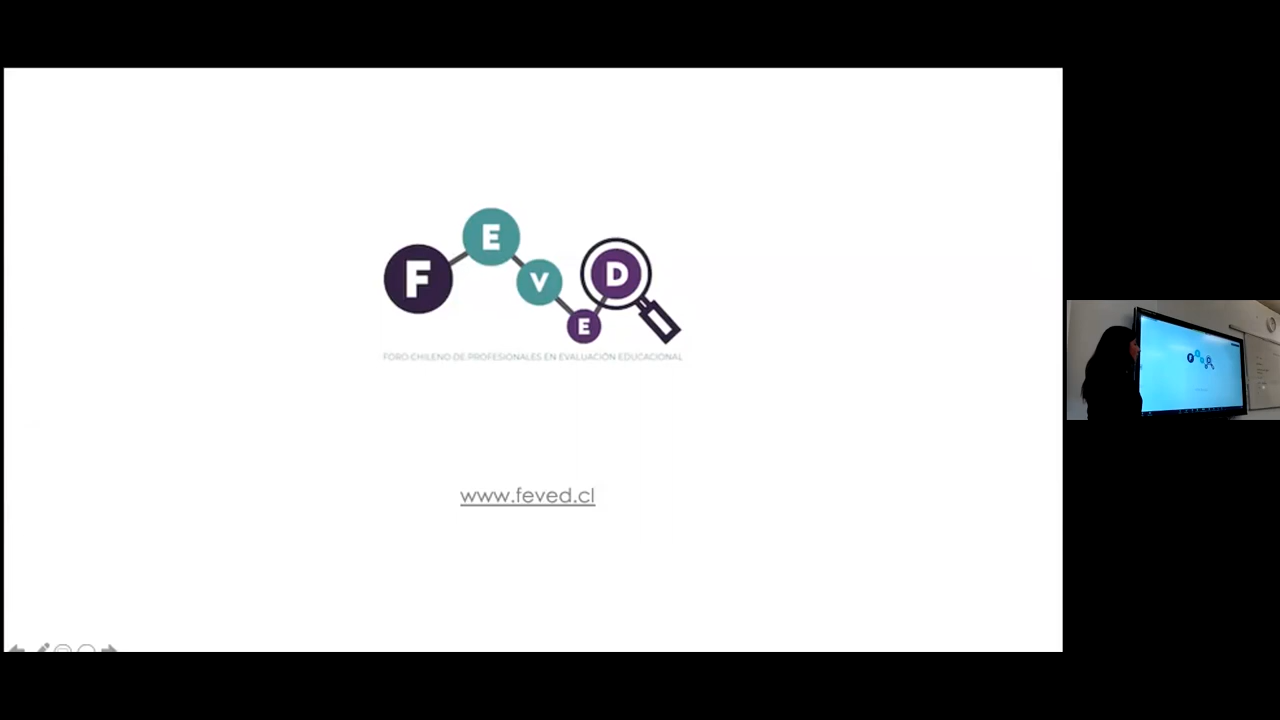 FEVED
FORO CHILENO DE PROFESIONALES EN EVALUACIÓN EDUCACIONAL
www.feved.cl
F E V E D